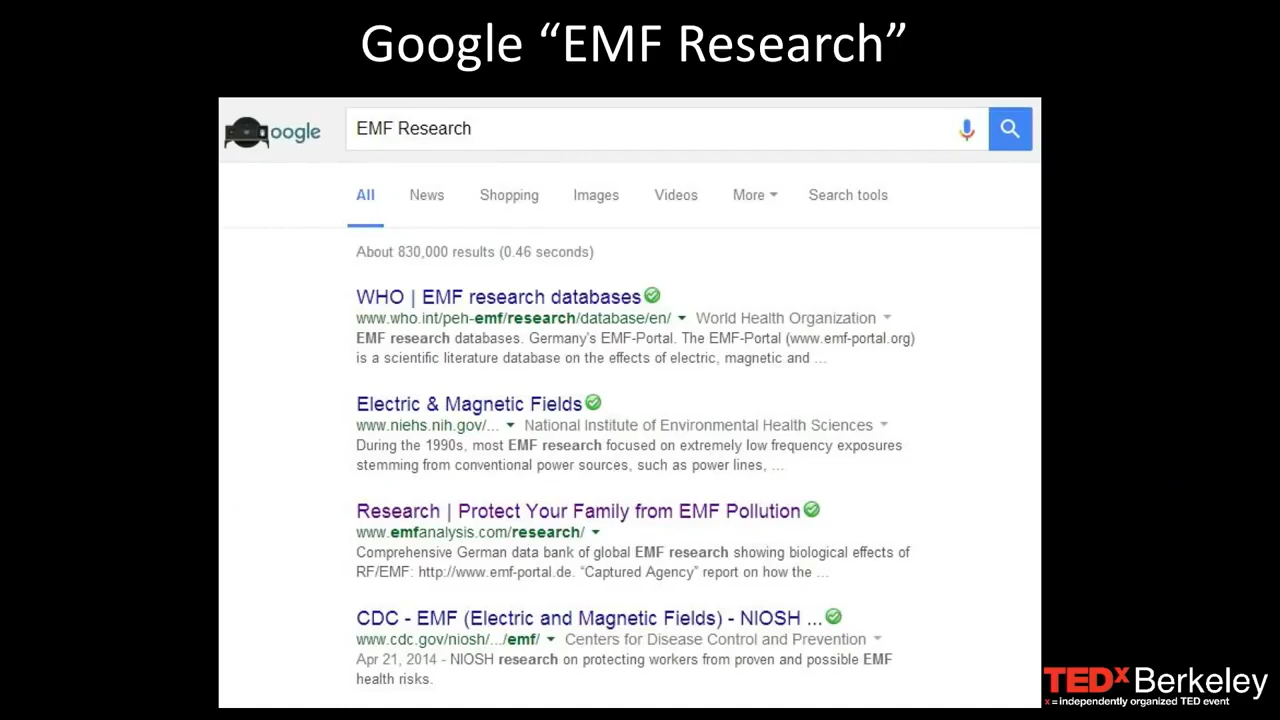 Google “EMF Research”
oogle
EMF Research
All News Shopping Images Videos More Search tools
About 830,000 results (0.46 seconds)
WHO | EMF research databases
www.who.int/peh-emf/research/database/en/ World Health Organization
EMF research databases. Germany's EMF-Portal. The EMF-Portal (www.emf-portal.org)
is a scientific literature database on the effects of electric, magnetic and ...
Electric & Magnetic Fields
www.niehs.nih.gov/... National Institute of Environmental Health Sciences
During the 1990s, most EMF research focused on extremely low frequency exposures
stemming from conventional power sources, such as power lines, ...
Research | Protect Your Family from EMF Pollution
www.emfanalysis.com/research/
Comprehensive German data bank of global EMF research showing biological effects of
RF/EMF: http://www.emf-portal.de. “Captured Agency” report on how the ...
CDC - EMF (Electric and Magnetic Fields) - NIOSH ...
www.cdc.gov/niosh/.../emf/ Centers for Disease Control and Prevention
Apr 21, 2014 - NIOSH research on protecting workers from proven and possible EMF
health risks.
TEDx Berkeley
x = independently organized TED event